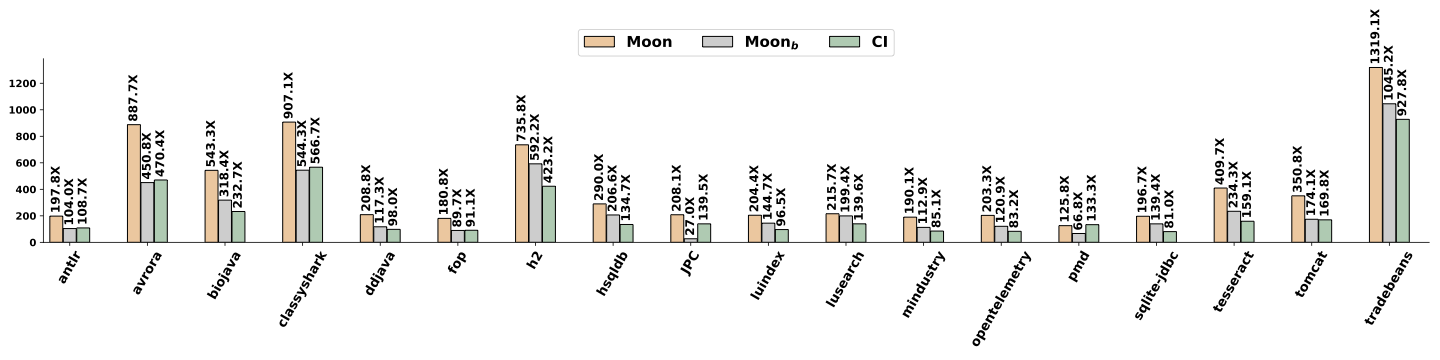 Moon Moon_b CI
1200
1000
800
600
400
200
0
197.8X 104.0X 108.7X
887.7X 450.8X 470.4X
543.3X 318.4X 232.7X
907.1X 544.3X 566.7X
208.8X 117.3X 98.0X
180.8X 89.7X 91.1X
735.8X 592.2X 423.2X
290.0X 206.6X 134.7X
208.1X 27.0X 139.5X
204.4X 144.7X 96.5X
215.7X 199.4X 139.6X
190.1X 112.9X 85.1X
203.3X 120.9X 83.2X
125.8X 66.8X 133.3X
196.7X 139.4X 81.0X
409.7X 234.3X 159.1X
350.8X 174.1X 169.8X
1319.1X 1045.2X 927.8X
antlr
avrora
biojava
classyshark
ddjava
fop
h2
hsqldb
JPC
luindex
lusearch
mindustry
opentelemetry
pmd
sqlite-jdbc
tesseract
tomcat
tradebeans